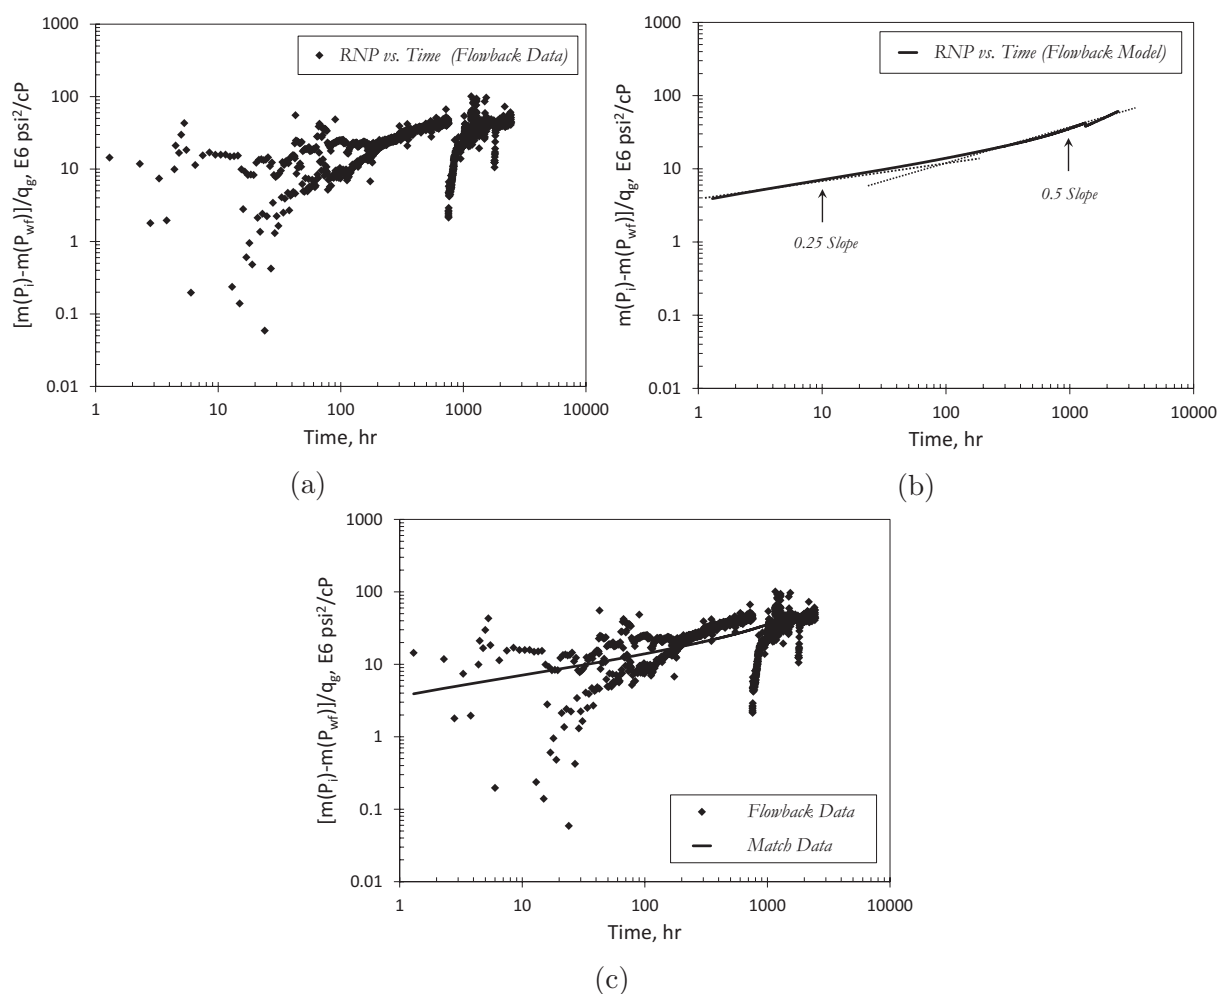 1000
100
10
1
0.1
0.01
[m(Pi)-m(Pwf)]/qg, E6 psi2/cP
RNP vs. Time (Flowback Data)
1 10 100 1000 10000
Time, hr
(a)
1000
100
10
1
0.1
0.01
m(Pi)-m(Pwf)]/qg, E6 psi2/cP
RNP vs. Time (Flowback Model)
0.25 Slope
0.5 Slope
1 10 100 1000 10000
Time, hr
(b)
1000
100
10
1
0.1
0.01
[m(Pi)-m(Pwf)]/qg, E6 psi2/cP
Flowback Data
Match Data
1 10 100 1000 10000
Time, hr
(c)